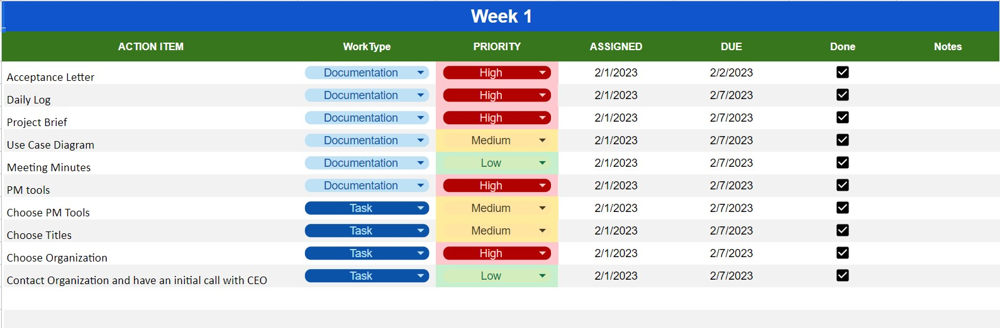 Week 1
ACTION ITEM WorkType PRIORITY ASSIGNED DUE Done Notes
Acceptance Letter Documentation High 2/1/2023 2/2/2023
Daily Log Documentation High 2/1/2023 2/7/2023
Project Brief Documentation High 2/1/2023 2/7/2023
Use Case Diagram Documentation Medium 2/1/2023 2/7/2023
Meeting Minutes Documentation Low 2/1/2023 2/7/2023
PM tools Documentation High 2/1/2023 2/7/2023
Choose PM Tools Task Medium 2/1/2023 2/7/2023
Choose Titles Task Medium 2/1/2023 2/7/2023
Choose Organization Task High 2/1/2023 2/7/2023
Contact Organization and have an initial call with CEO Task Low 2/1/2023 2/7/2023